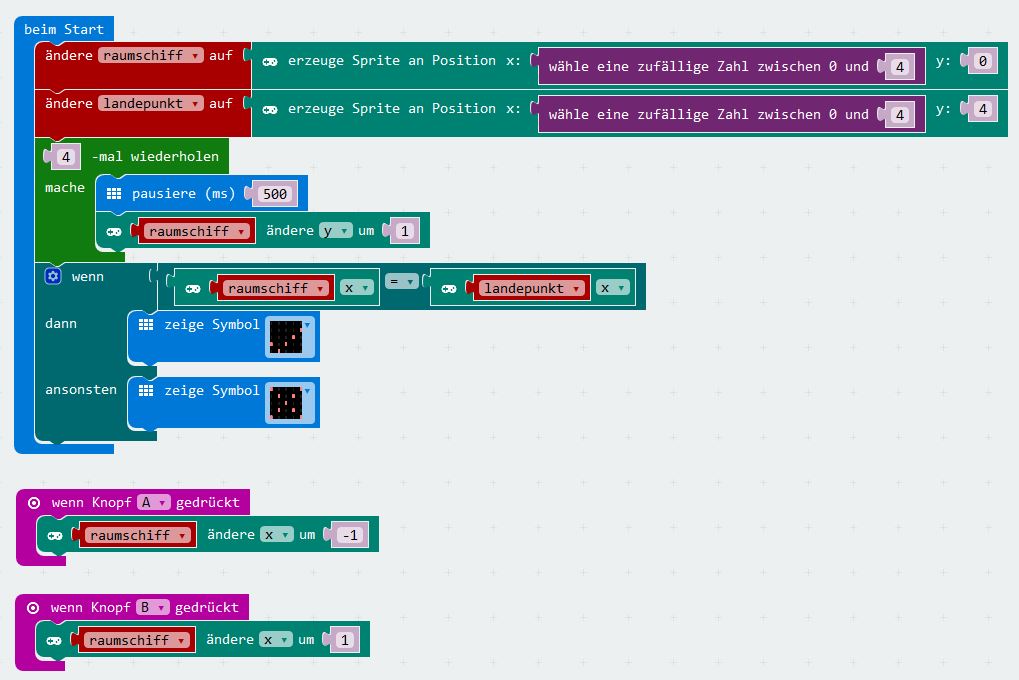 beim Start
ändere raumschiff auf erzeuge Sprite an Position x: wähle eine zufällige Zahl zwischen 0 und 4 y: 0
ändere landepunkt auf erzeuge Sprite an Position x: wähle eine zufällige Zahl zwischen 0 und 4 y: 4
4 -mal wiederholen
mache pausiere (ms) 500
raumschiff ändere y um 1
wenn raumschiff x = landepunkt x
dann zeige Symbol
ansonsten zeige Symbol
wenn Knopf A gedrückt
raumschiff ändere x um -1
wenn Knopf B gedrückt
raumschiff ändere x um 1